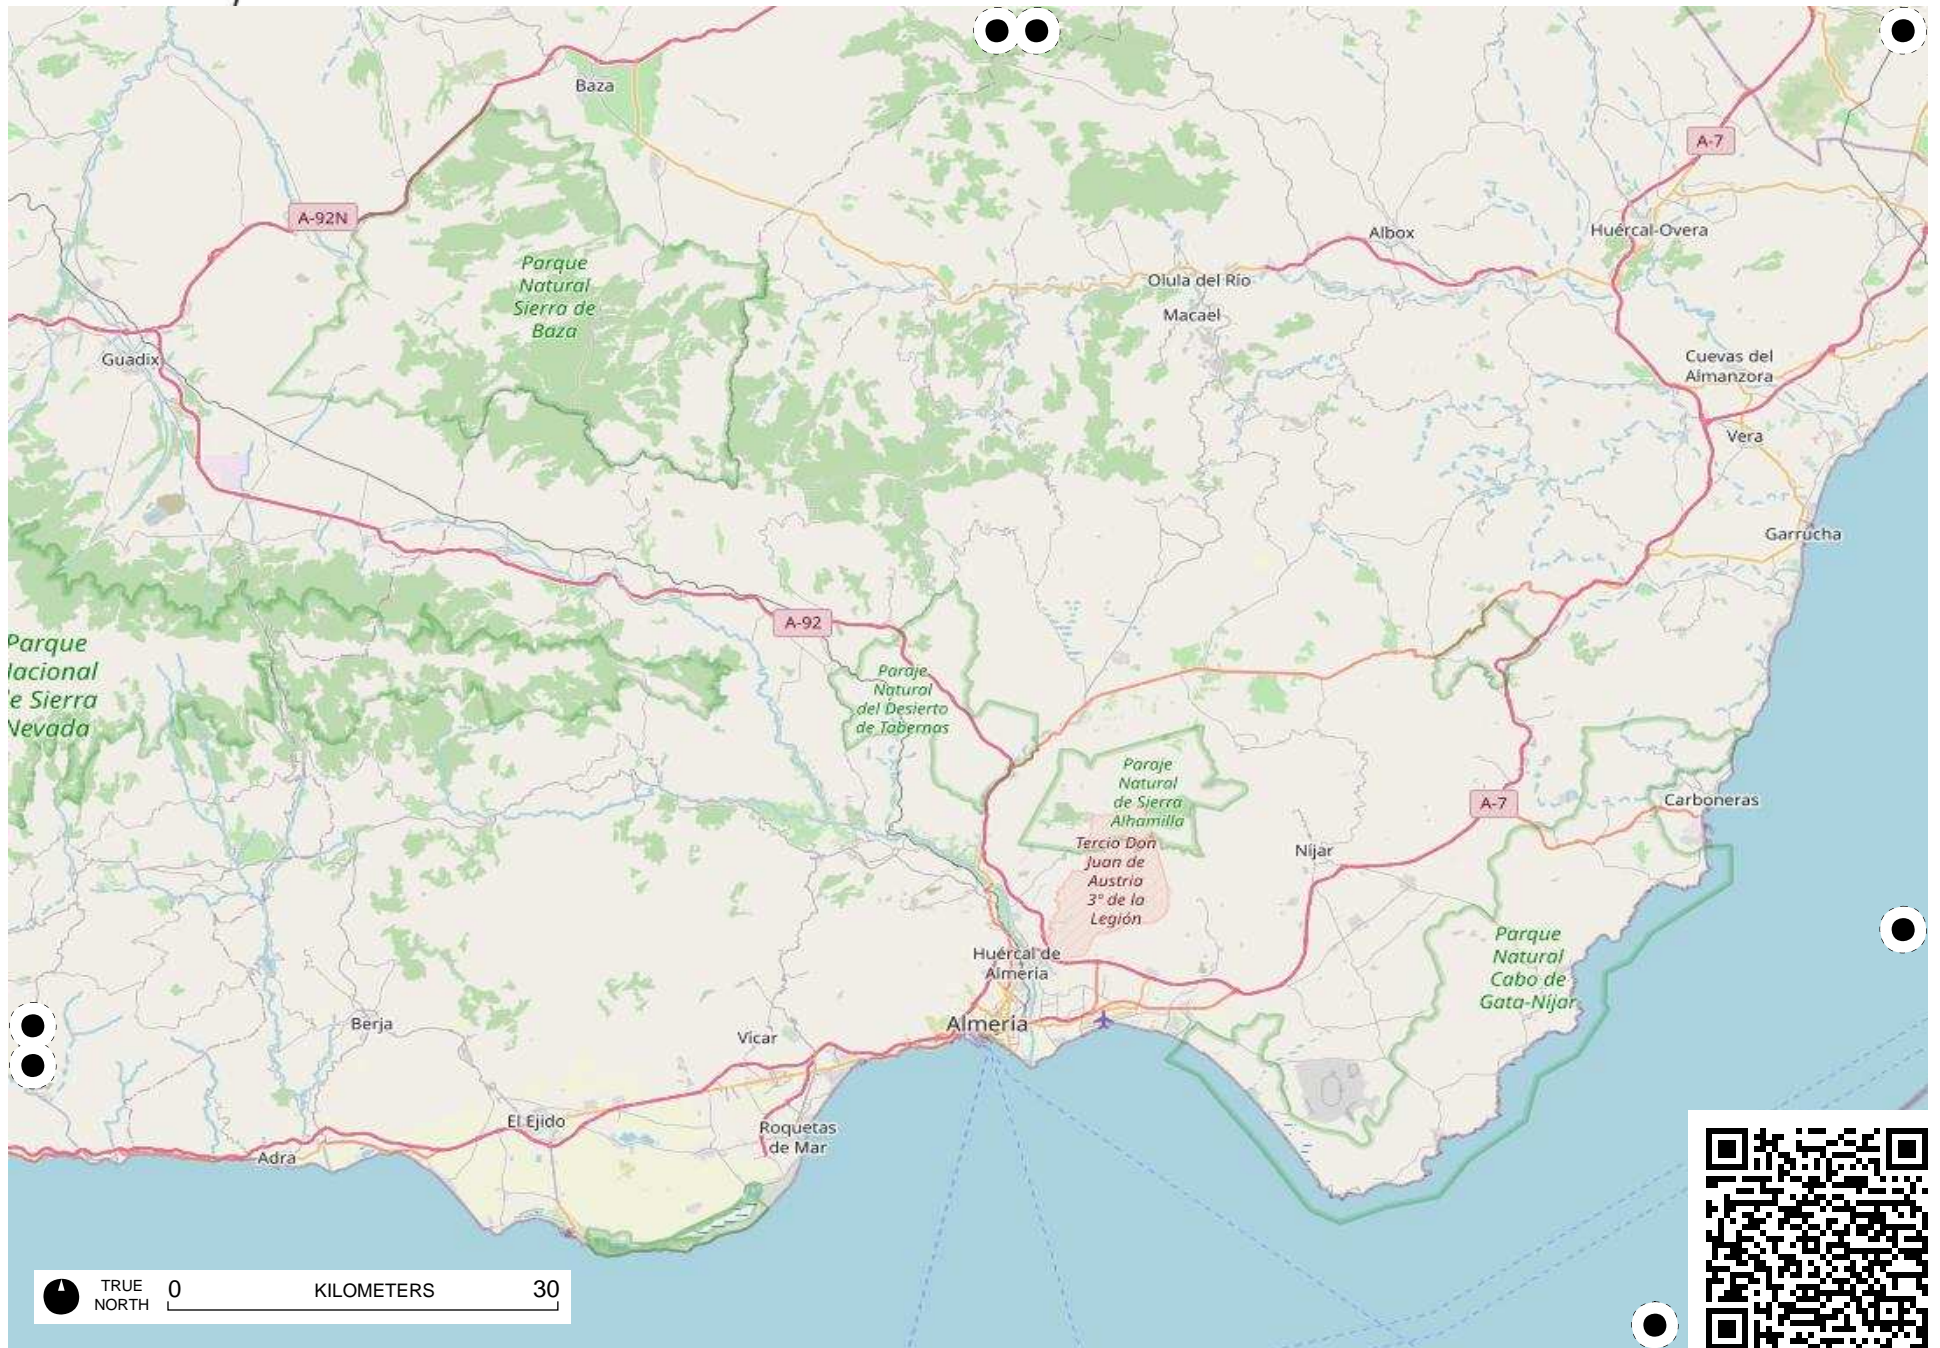 Baza
A-7
A-92N
Huércal-Overa
Albox
Parque
Natural
Sierra de
Baza
Olula del Río
Macael
Guadix
Cuevas del
Almanzora
Vera
Garrucha
A-92
Parque
Nacional
de Sierra
Nevada
Paraje
Natural
del Desierto
de Tabernas
Paraje
Natural
de Sierra
Alhamilla
A-7
Carboneras
Tercio Don
Juan de
Austria
3º de la
Legión
Níjar
Parque
Natural
Cabo de
Gata-Níjar
Huércal de
Almería
Almería
Berja
Vícar
El Ejido
Roquetas
de Mar
Adra
TRUE
NORTH
0 KILOMETERS 30